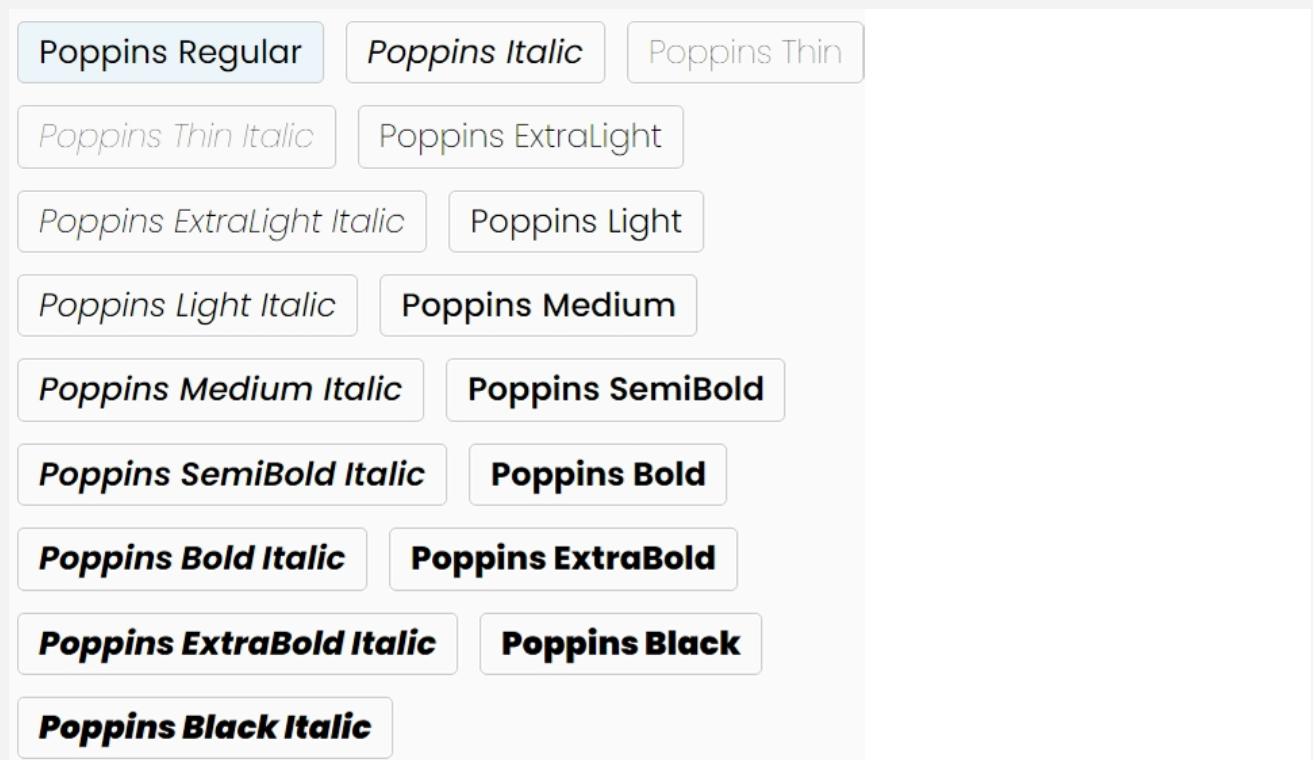 Poppins Regular Poppins Italic Poppins Thin
Poppins Thin Italic Poppins ExtraLight
Poppins ExtraLight Italic Poppins Light
Poppins Light Italic Poppins Medium
Poppins Medium Italic Poppins SemiBold
Poppins SemiBold Italic Poppins Bold
Poppins Bold Italic Poppins ExtraBold
Poppins ExtraBold Italic Poppins Black
Poppins Black Italic